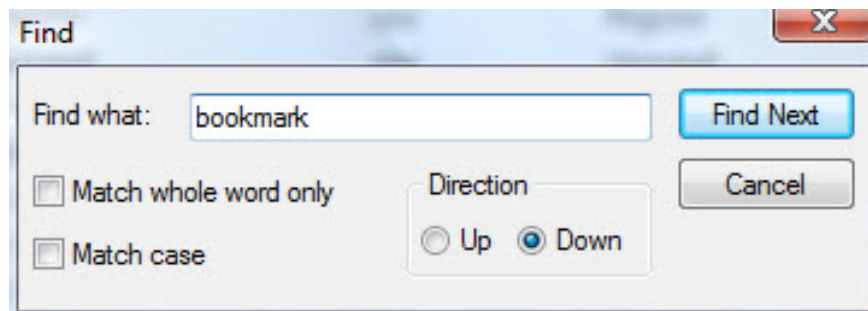 Find
Find what: bookmark Find Next
Match whole word only Direction Cancel
Up Down
Match case